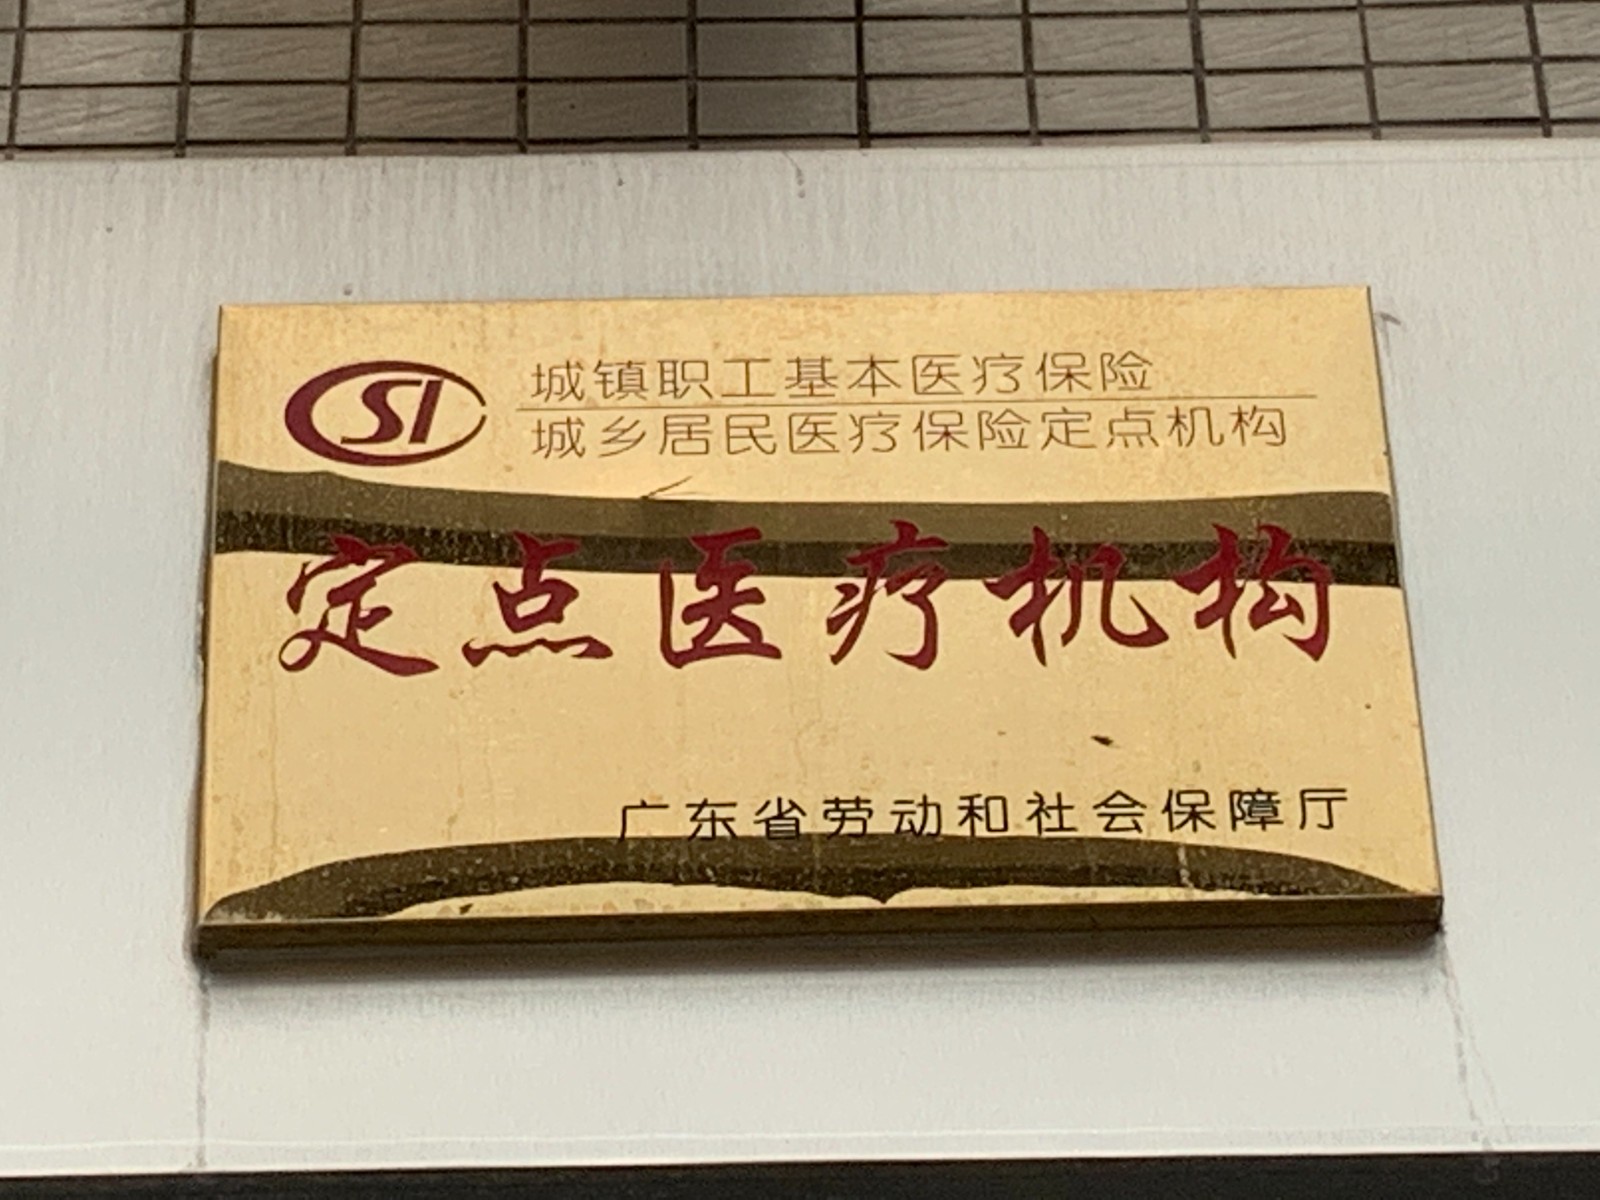 SI
城镇职工基本医疗保险
城乡居民医疗保险定点机构
定点医疗机构
广东省劳动和社会保障厅